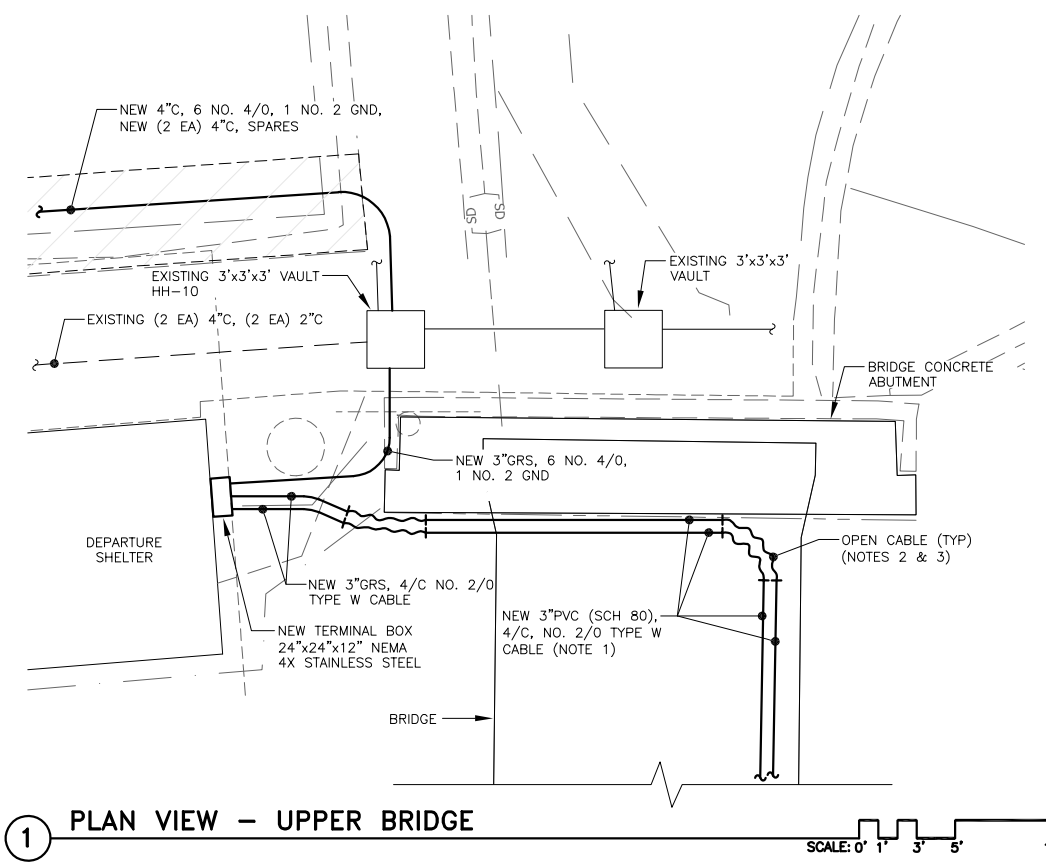 NEW 4"C, 6 NO. 4/0, 1 NO. 2 GND,
NEW (2 EA) 4"C, SPARES
SD
SD
EXISTING 3'x3'x3' VAULT
HH-10
EXISTING 3'x3'x3'
VAULT
EXISTING (2 EA) 4"C, (2 EA) 2"C
BRIDGE CONCRETE
ABUTMENT
NEW 3"GRS, 6 NO. 4/0,
1 NO. 2 GND
DEPARTURE
SHELTER
OPEN CABLE (TYP)
(NOTES 2 & 3)
NEW 3"GRS, 4/C NO. 2/0
TYPE W CABLE
NEW 3"PVC (SCH 80),
4/C, NO. 2/0 TYPE W
CABLE (NOTE 1)
NEW TERMINAL BOX
24"x24"x12" NEMA
4X STAINLESS STEEL
BRIDGE
1 PLAN VIEW - UPPER BRIDGE
SCALE: 0' 1' 3' 5'